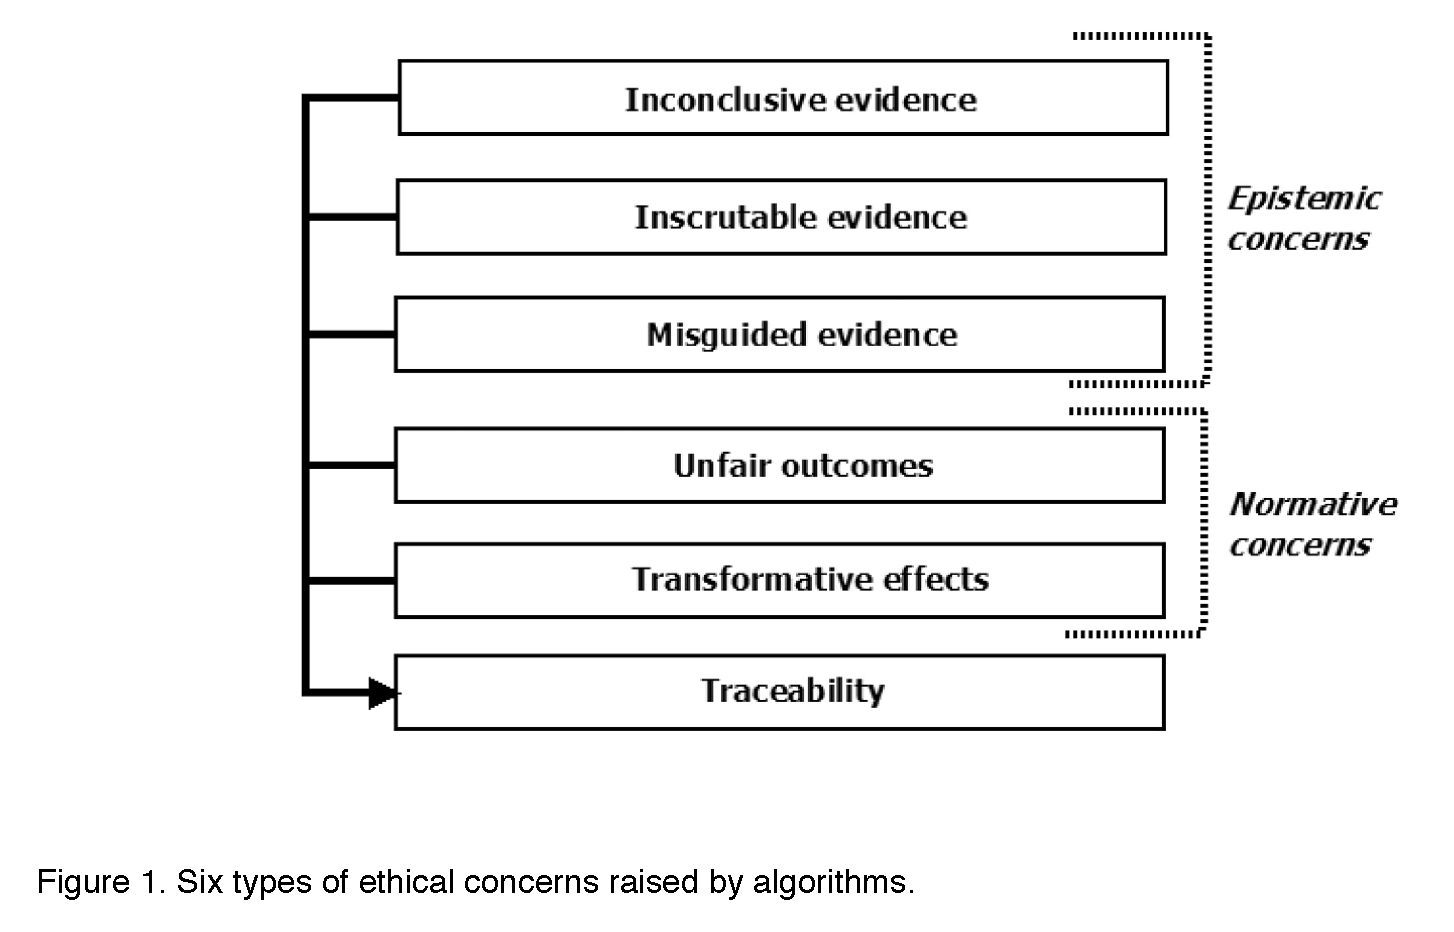 Inconclusive evidence
Inscrutable evidence
Misguided evidence
Epistemic
concerns
Unfair outcomes
Transformative effects
Normative
concerns
Traceability
Figure 1. Six types of ethical concerns raised by algorithms.